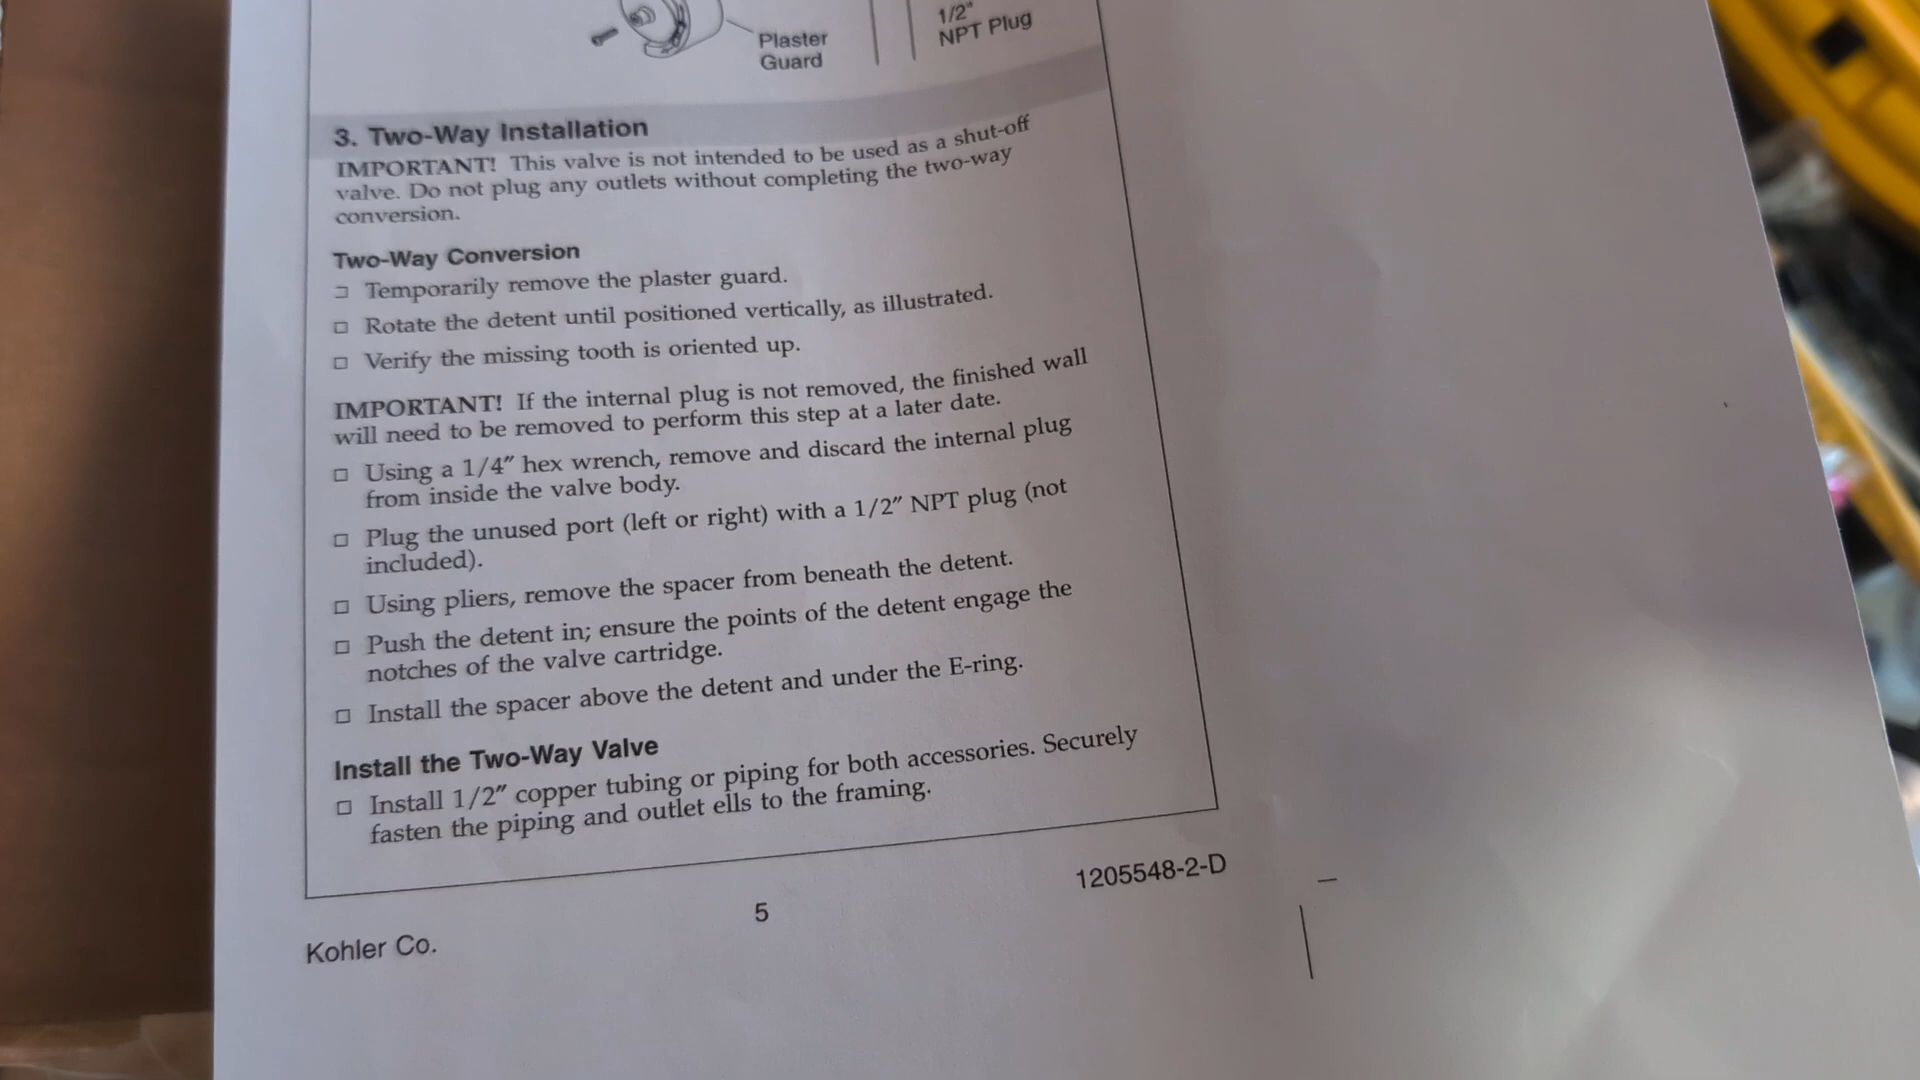 Plaster
Guard
1/2"
NPT Plug
3. Two-Way Installation
IMPORTANT! This valve is not intended to be used as a shut-off
valve. Do not plug any outlets without completing the two-way
conversion.
Two-Way Conversion
Temporarily remove the plaster guard.
Rotate the detent until positioned vertically, as illustrated.
Verify the missing tooth is oriented up.
IMPORTANT! If the internal plug is not removed, the finished wall
will need to be removed to perform this step at a later date.
Using a 1/4″ hex wrench, remove and discard the internal plug
from inside the valve body.
Plug the unused port (left or right) with a 1/2″ NPT plug (not
included).
Using pliers, remove the spacer from beneath the detent.
Push the detent in; ensure the points of the detent engage the
notches of the valve cartridge.
Install the spacer above the detent and under the E-ring.
Install the Two-Way Valve
Install 1/2″ copper tubing or piping for both accessories. Securely
fasten the piping and outlet ells to the framing.
Kohler Co.
5
1205548-2-D